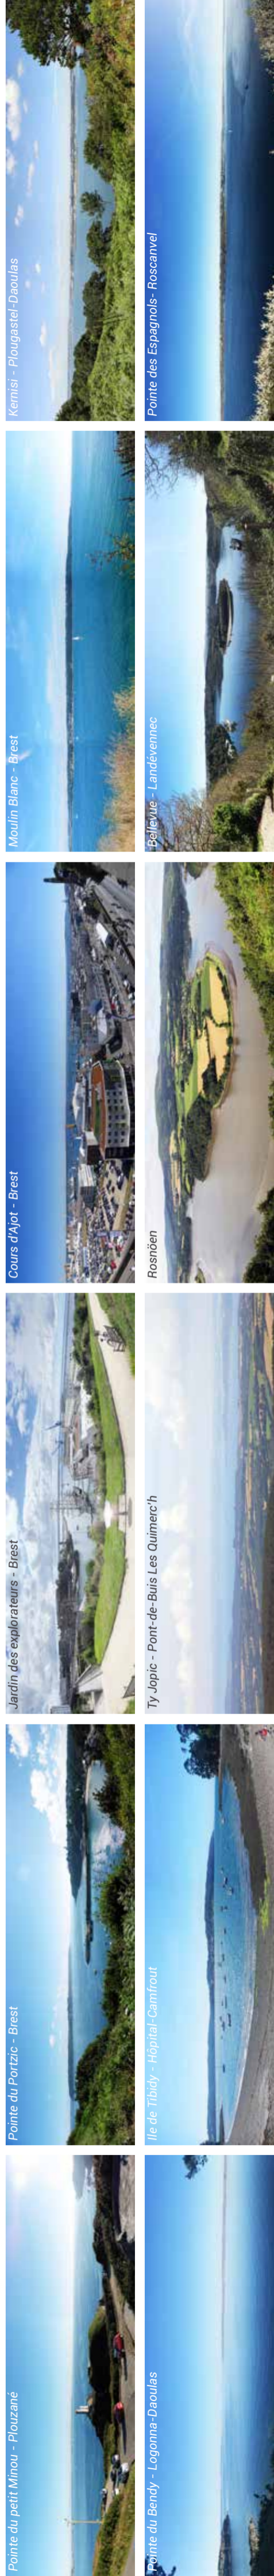 Pointe du petit Minou - Plouzané
Pointe du Portzic - Brest
Jardin des explorateurs - Brest
Cours d'Ajot - Brest
Moulin Blanc - Brest
Kernisi - Plougastel-Daoulas
Pointe du Bendy - Logonna-Daoulas
Ile de Tibidy - Hôpital-Camfrout
Ty Jopic - Pont-de-Buis Les Quimerc'h
Rosnöen
Bellevue - Landévennec
Pointe des Espagnols- Roscanvel